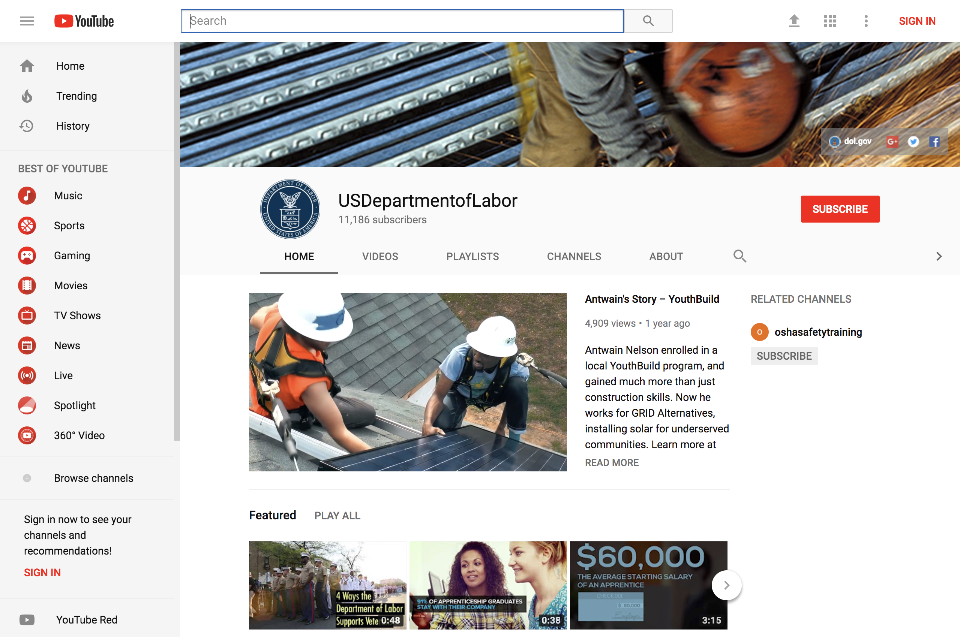 YouTube
Search
SIGN IN
Home
Trending
History
BEST OF YOUTUBE
Music
Sports
Gaming
Movies
TV Shows
News
Live
Spotlight
360° Video
Browse channels
Sign in now to see your
channels and
recommendations!
SIGN IN
YouTube Red
dol.gov
G+
USDepartmentofLabor
11,186 subscribers
SUBSCRIBE
HOME
VIDEOS
PLAYLISTS
CHANNELS
ABOUT
Antwain's Story – YouthBuild
4,909 views • 1 year ago
Antwain Nelson enrolled in a
local YouthBuild program, and
gained much more than just
construction skills. Now he
works for GRID Alternatives,
installing solar for underserved
communities. Learn more at
READ MORE
RELATED CHANNELS
O
oshasafetytraining
SUBSCRIBE
Featured
PLAY ALL
4 Ways the
Department of Labor
Supports Vete
0:48
91% OF APPRENTICESHIP GRADUATES
STAY WITH THEIR COMPANY
0:38
$60,000
THE AVERAGE STARTING SALARY
OF AN APPRENTICE
3:15